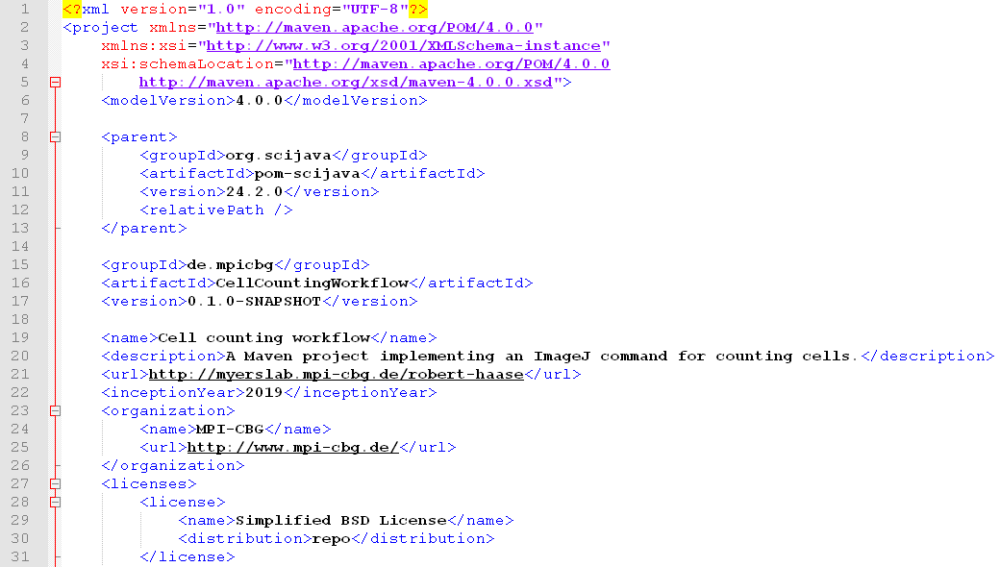 1 <?xml version="1.0" encoding="UTF-8"?>
2 <project xmlns="http://maven.apache.org/POM/4.0.0"
3 xmlns:xsi="http://www.w3.org/2001/XMLSchema-instance"
4 xsi:schemaLocation="http://maven.apache.org/POM/4.0.0
5 http://maven.apache.org/xsd/maven-4.0.0.xsd">
6 <modelVersion>4.0.0</modelVersion>
7
8 <parent>
9 <groupId>org.scijava</groupId>
10 <artifactId>pom-scijava</artifactId>
11 <version>24.2.0</version>
12 <relativePath />
13 </parent>
14
15 <groupId>de.mpicbg</groupId>
16 <artifactId>CellCountingWorkflow</artifactId>
17 <version>0.1.0-SNAPSHOT</version>
18
19 <name>Cell counting workflow</name>
20 <description>A Maven project implementing an ImageJ command for counting cells.</description>
21 <url>http://myerslab.mpi-cbg.de/robert-haase</url>
22 <inceptionYear>2019</inceptionYear>
23 <organization>
24 <name>MPI-CBG</name>
25 <url>http://www.mpi-cbg.de/</url>
26 </organization>
27 <licenses>
28 <license>
29 <name>Simplified BSD License</name>
30 <distribution>repo</distribution>
31 </license>